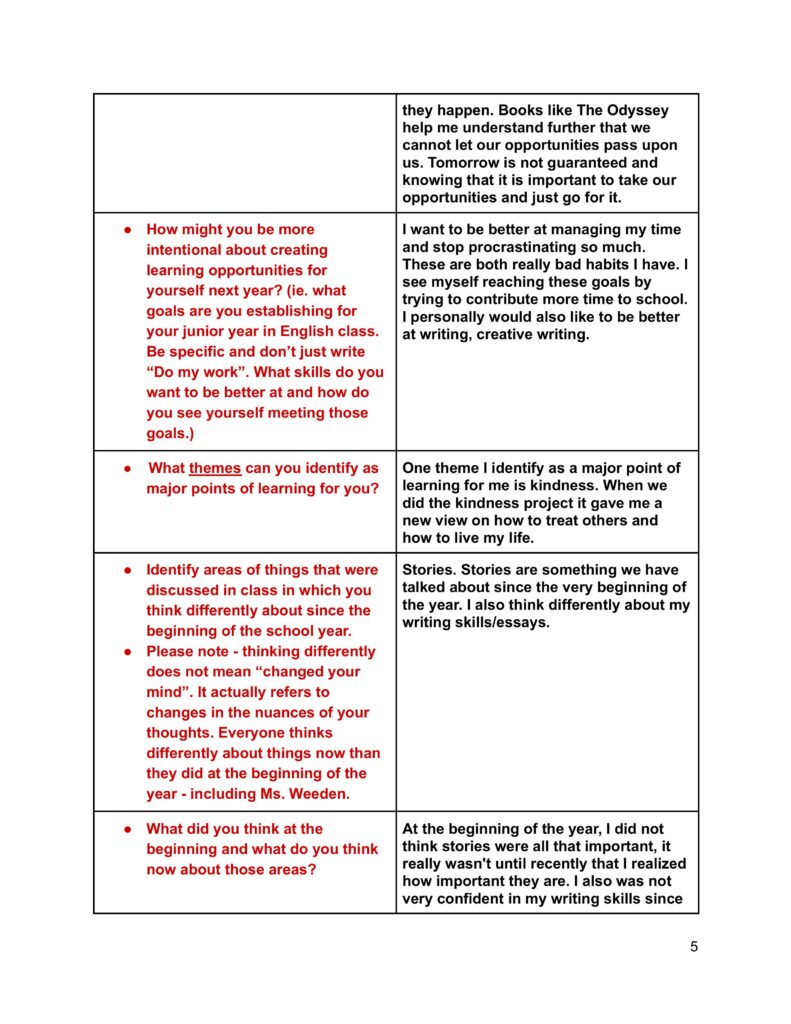 they happen. Books like The Odyssey
help me understand further that we
cannot let our opportunities pass upon
us. Tomorrow is not guaranteed and
knowing that it is important to take our
opportunities and just go for it.
● How might you be more
intentional about creating
learning opportunities for
yourself next year? (ie. what
goals are you establishing for
your junior year in English class.
Be specific and don’t just write
“Do my work”. What skills do you
want to be better at and how do
you see yourself meeting those
goals.)
I want to be better at managing my time
and stop procrastinating so much.
These are both really bad habits I have. I
see myself reaching these goals by
trying to contribute more time to school.
I personally would also like to be better
at writing, creative writing.
● What themes can you identify as
major points of learning for you?
One theme I identify as a major point of
learning for me is kindness. When we
did the kindness project it gave me a
new view on how to treat others and
how to live my life.
● Identify areas of things that were
discussed in class in which you
think differently about since the
beginning of the school year.
● Please note - thinking differently
does not mean “changed your
mind”. It actually refers to
changes in the nuances of your
thoughts. Everyone thinks
differently about things now than
they did at the beginning of the
year - including Ms. Weeden.
Stories. Stories are something we have
talked about since the very beginning of
the year. I also think differently about my
writing skills/essays.
● What did you think at the
beginning and what do you think
now about those areas?
At the beginning of the year, I did not
think stories were all that important, it
really wasn't until recently that I realized
how important they are. I also was not
very confident in my writing skills since
5